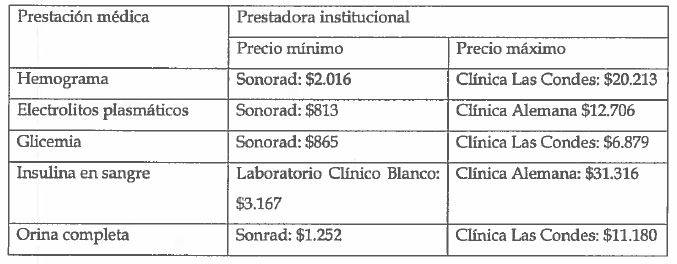 Prestación médica Prestadora institucional
Precio mínimo Precio máximo
Hemograma Sonorad: $2.016 Clínica Las Condes: $20.213
Electrolitos plasmáticos Sonorad: $813 Clínica Alemana $12.706
Glicemia Sonorad: $865 Clínica Las Condes: $6.879
Insulina en sangre Laboratorio Clínico Blanco: Clínica Alemana: $31.316
$3.167
Orina completa Sonrad: $1.252 Clínica Las Condes: $11.180